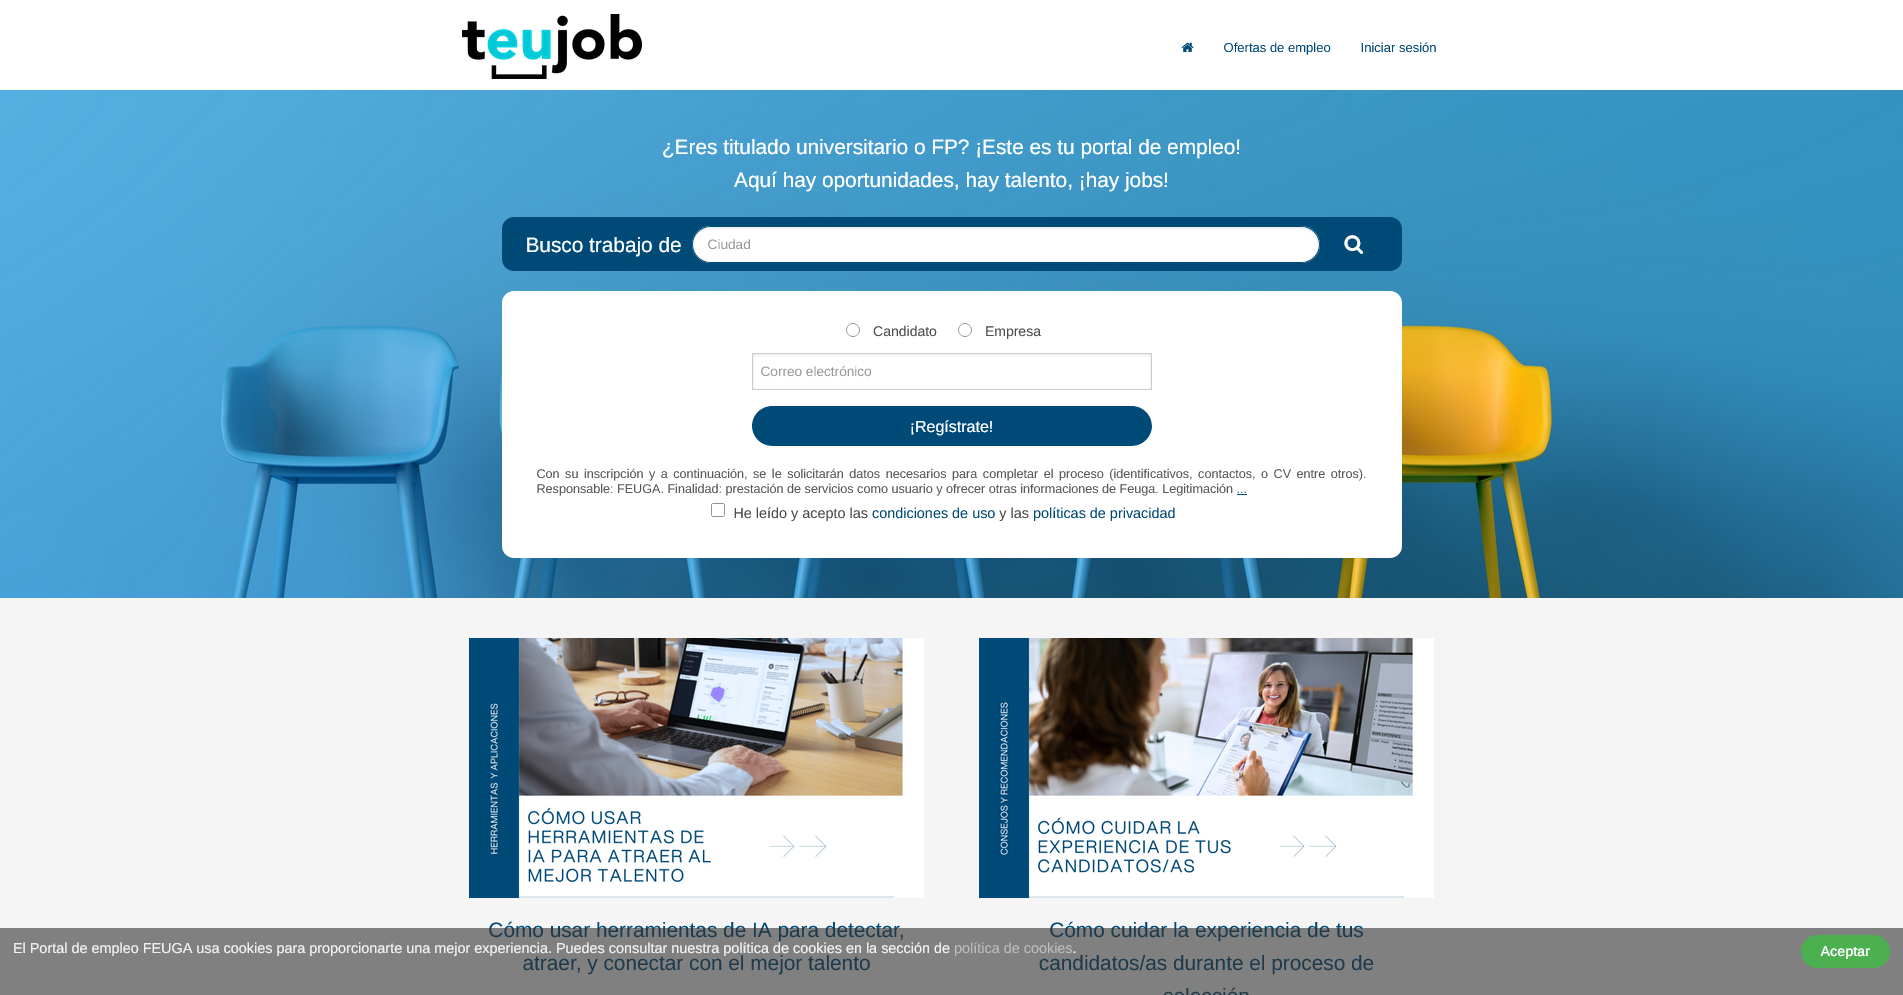 teujob
Ofertas de empleo
Iniciar sesión
¿Eres titulado universitario o FP? ¡Este es tu portal de empleo!
Aquí hay oportunidades, hay talento, ¡hay jobs!
Busco trabajo de
Ciudad
Candidato
Empresa
Correo electrónico
¡Regístrate!
Con su inscripción y a continuación, se le solicitarán datos necesarios para completar el proceso (identificativos, contactos, o CV entre otros).
Responsable: FEUGA. Finalidad: prestación de servicios como usuario y ofrecer otras informaciones de Feuga. Legitimación ...
He leído y acepto las condiciones de uso y las políticas de privacidad
HERRAMIENTAS Y APLICACIONES
CÓMO USAR
HERRAMIENTAS DE
IA PARA ATRAER AL
MEJOR TALENTO
Cómo usar herramientas de IA para detectar,
atraer, y conectar con el mejor talento
CONSEJOS Y RECOMENDACIONES
CÓMO CUIDAR LA
EXPERIENCIA DE TUS
CANDIDATOS/AS
Cómo cuidar la experiencia de tus
candidatos/as durante el proceso de
selección
El Portal de empleo FEUGA usa cookies para proporcionarte una mejor experiencia. Puedes consultar nuestra política de cookies en la sección de política de cookies.
Aceptar